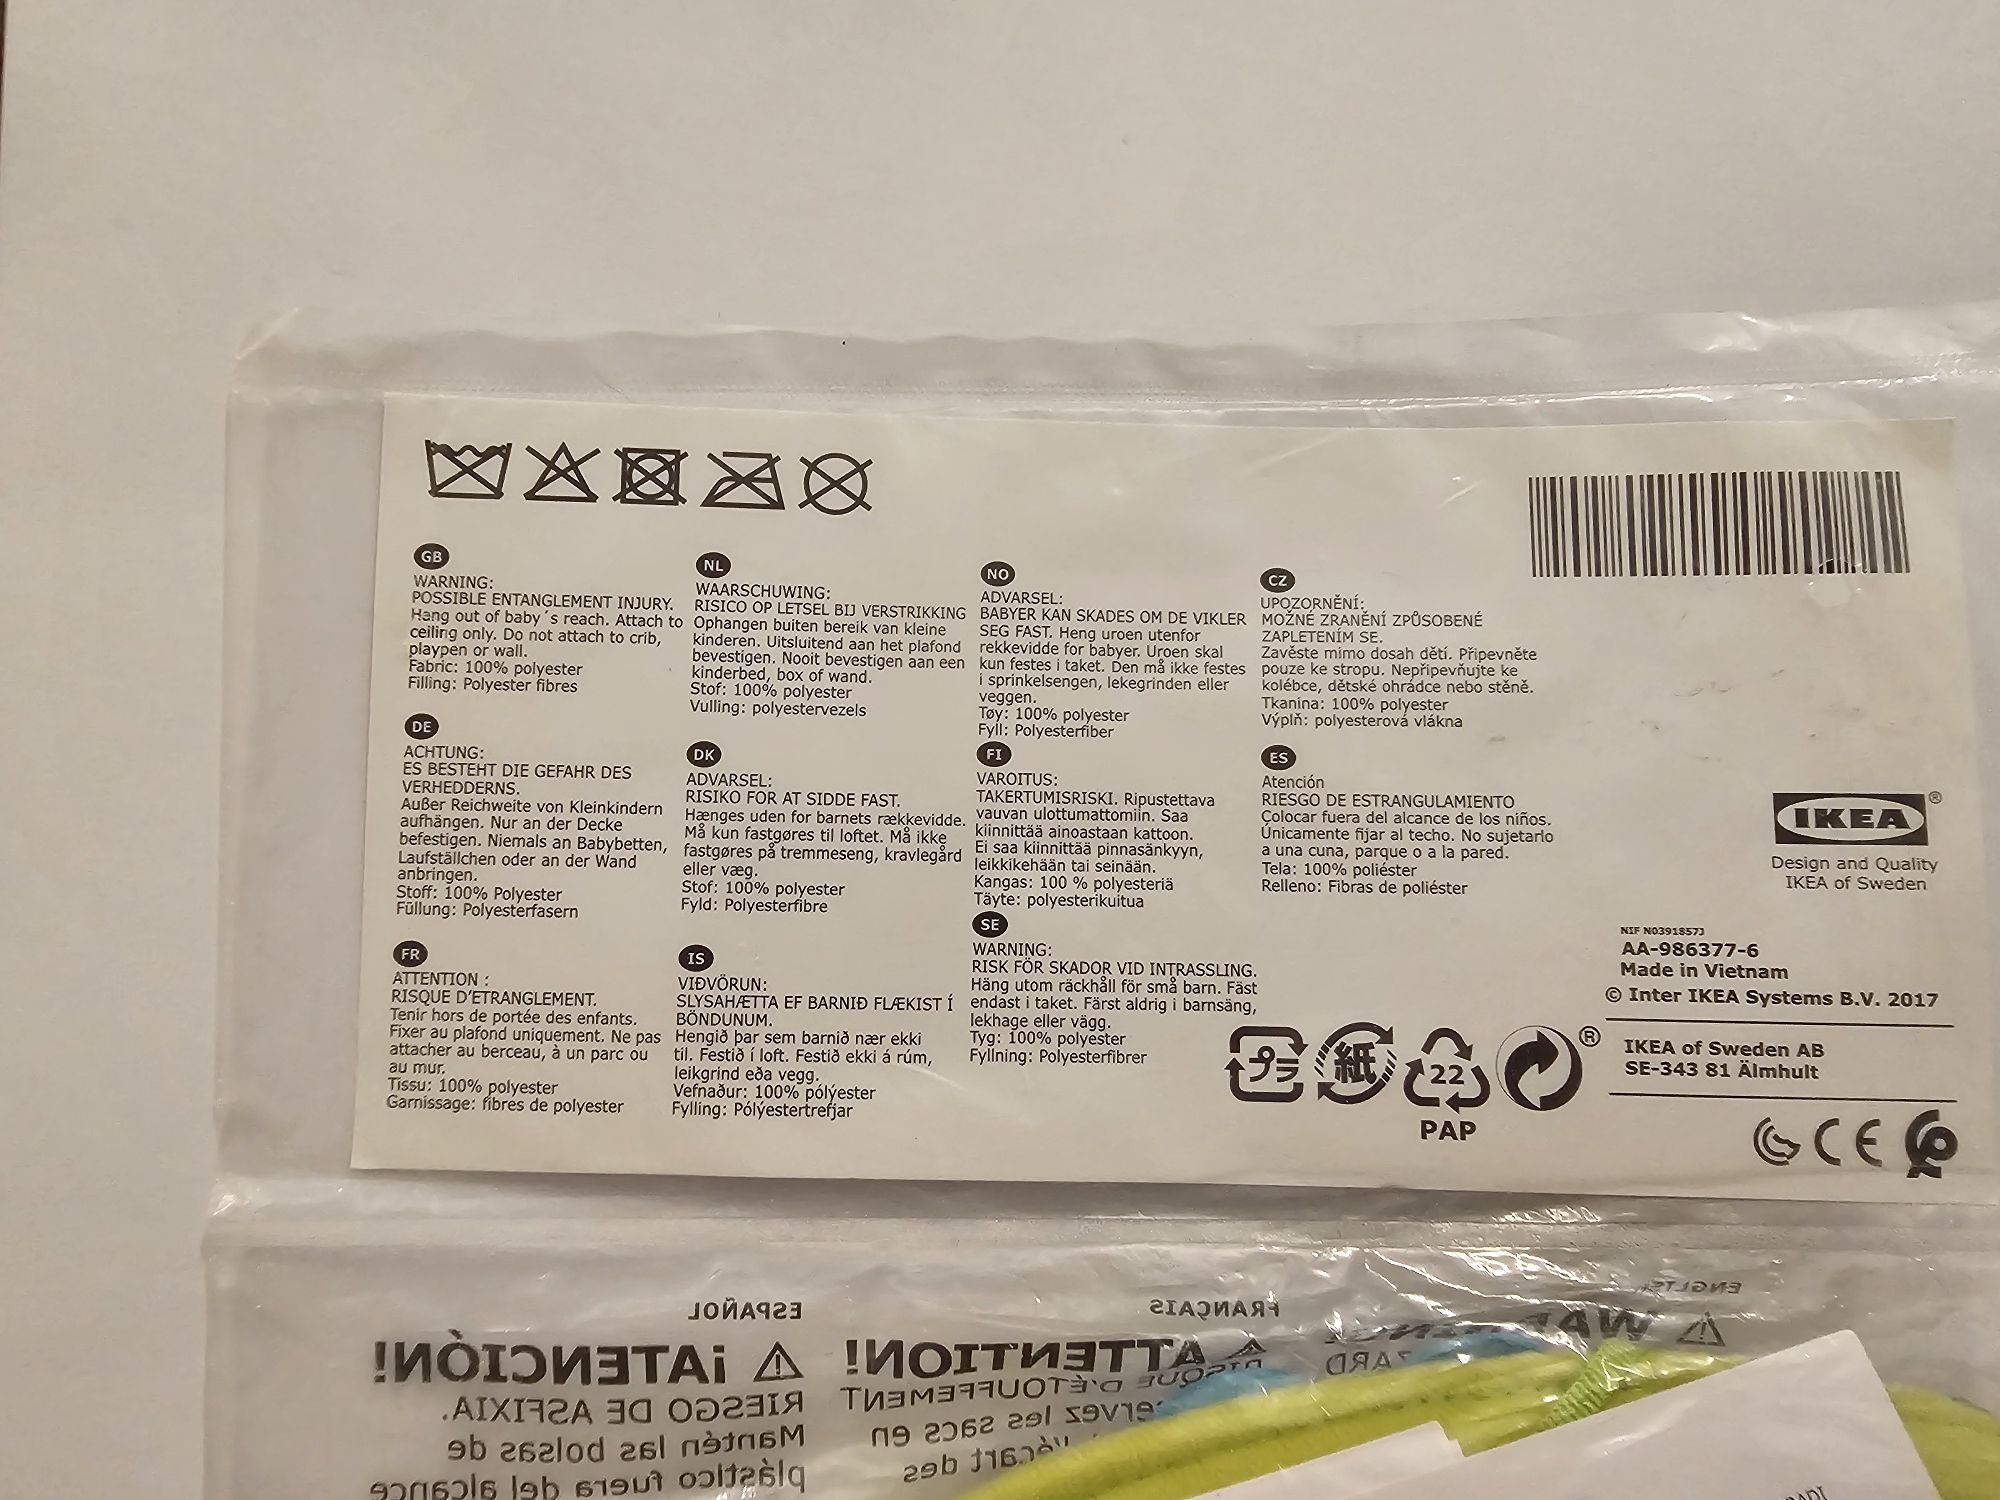 GB
WARNING:
POSSIBLE ENTANGLEMENT INJURY.
Hang out of baby´s reach. Attach to
ceiling only. Do not attach to crib,
playpen or wall.
Fabric: 100% polyester
Filling: Polyester fibres
DE
ACHTUNG:
ES BESTEHT DIE GEFAHR DES
VERHEDDERNS.
Außer Reichweite von Kleinkindern
aufhängen. Nur an der Decke
befestigen. Niemals an Babybetten,
Laufställchen oder an der Wand
anbringen.
Stoff: 100% Polyester
Füllung: Polyesterfasern
FR
ATTENTION :
RISQUE D'ETRANGLEMENT.
Tenir hors de portée des enfants.
Fixer au plafond uniquement. Ne pas
attacher au berceau, à un parc ou
au mur.
Tissu: 100% polyester
Garnissage: fibres de polyester
NL
WAARSCHUWING:
RISICO OP LETSEL BIJ VERSTRIKKING
Ophangen buiten bereik van kleine
kinderen. Uitsluitend aan het plafond
bevestigen. Nooit bevestigen aan een
kinderbed, box of wand.
Stof: 100% polyester
Vulling: polyestervezels
DK
ADVARSEL:
RISIKO FOR AT SIDDE FAST.
Hænges uden for barnets rækkevidde.
Må kun fastgøres til loftet. Må ikke
fastgøres på tremmeseng, kravlegård
eller væg.
Stof: 100% polyester
Fyld: Polyesterfibre
IS
VIÐVÖRUN:
SLYSAHÆTTA EF BARNIÐ FLÆKIST Í
BÖNDUNUM.
Hengið þar sem barnið nær ekki
til. Festið í loft. Festið ekki á rúm,
leikgrind eða vegg.
Vefnaður: 100% pólýester
Fylling: Pólýestertrefjar
NO
ADVARSEL:
BABYER KAN SKADES OM DE VIKLER
SEG FAST. Heng uroen utenfor
rekkevidde for babyer. Uroen skal
kun festes i taket. Den må ikke festes
i sprinkelsengen, lekegrinden eller
veggen.
Tøy: 100% polyester
Fyll: Polyesterfiber
FI
VAROITUS:
TAKERTUMISRISKI. Ripustettava
vauvan ulottumattomiin. Saa
kiinnittää ainoastaan kattoon.
Ei saa kiinnittää pinnasänkyyn,
leikkikehään tai seinään.
Kangas: 100 % polyesteriä
Täyte: polyesterikuitua
SE
WARNING:
RISK FÖR SKADOR VID INTRASSLING.
Häng utom räckhåll för små barn. Fäst
endast i taket. Färst aldrig i barnsäng,
lekhage eller vägg.
Tyg: 100% polyester
Fyllning: Polyesterfibrer
CZ
UPOZORNĚNÍ:
MOŽNÉ ZRANĚNÍ ZPŮSOBENÉ
ZAPLETENÍM SE.
Zavěste mimo dosah dětí. Připevněte
pouze ke stropu. Nepřipevňujte ke
kolébce, dětské ohrádce nebo stěně.
Tkanina: 100% polyester
Výplň: polyesterová vlákna
ES
Atención
RIESGO DE ESTRANGULAMIENTO
Colocar fuera del alcance de los niños.
Únicamente fijar al techo. No sujetarlo
a una cuna, parque o a la pared.
Tela: 100% poliéster
Relleno: Fibras de poliéster
IKEA®
Design and Quality
IKEA of Sweden
NIF N0391857J
AA-986377-6
Made in Vietnam
© Inter IKEA Systems B.V. 2017
IKEA of Sweden AB
SE-343 81 Älmhult
プラ
紙
22
PAP
®
CE
ENGLISH
FRANÇAIS
ESPAÑOL
WARNING
¡ATTENTION!
¡ATENCIÓN!
RIESGO DE ASFIXIA.
Mantén las bolsas de
plástico fuera del alcance
RISQUE D'ÉTOUFFEMENT
les sacs en
l'écart des